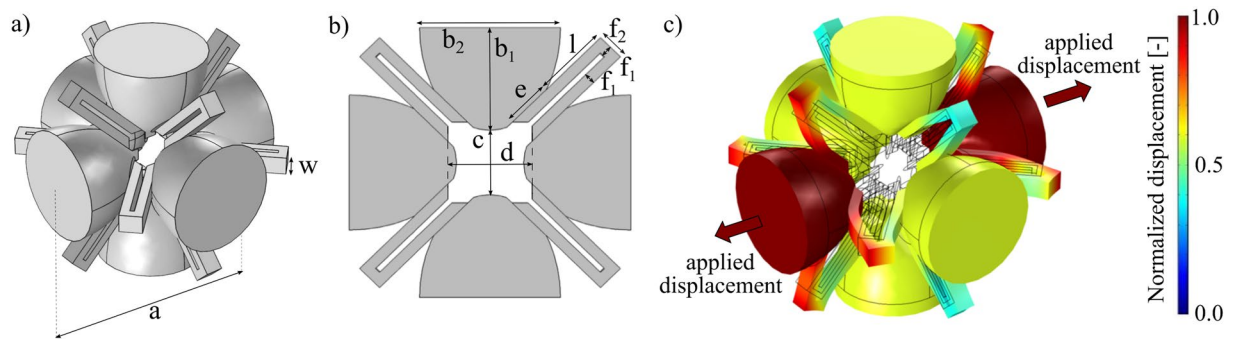 a)
w
a
b)
b₂
b₁
l
f₂
f₁
f₁
e
c
d
c)
applied
displacement
applied
displacement
Normalized displacement [-]
1.0
0.5
0.0